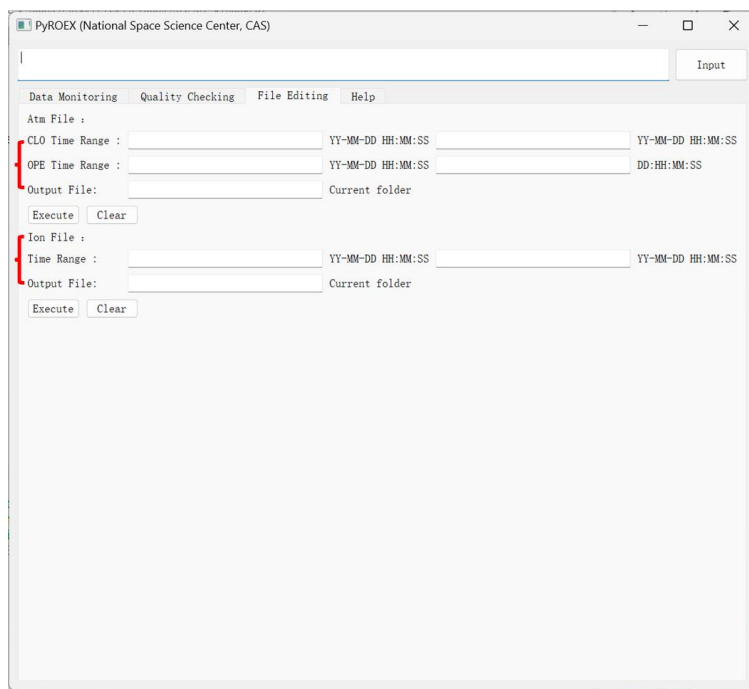 PyROEX (National Space Science Center, CAS)
Input
Data Monitoring Quality Checking File Editing Help
Atm File :
CLO Time Range : YY-MM-DD HH:MM:SS YY-MM-DD HH:MM:SS
OPE Time Range : YY-MM-DD HH:MM:SS DD:HH:MM:SS
Output File: Current folder
Execute Clear
Ion File :
Time Range : YY-MM-DD HH:MM:SS YY-MM-DD HH:MM:SS
Output File: Current folder
Execute Clear